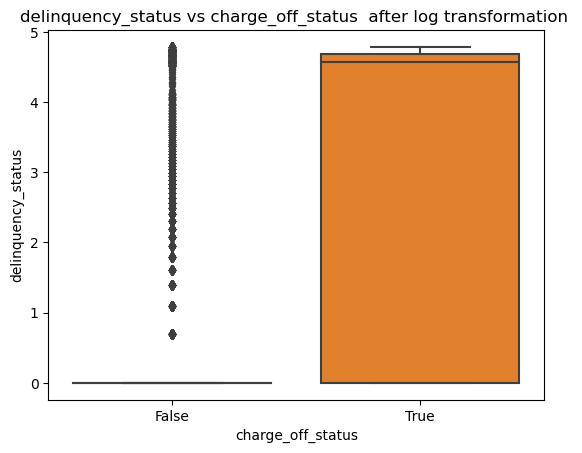 delinquency_status vs charge_off_status  after log transformation
5
4
3
2
1
0
delinquency_status
False
True
charge_off_status